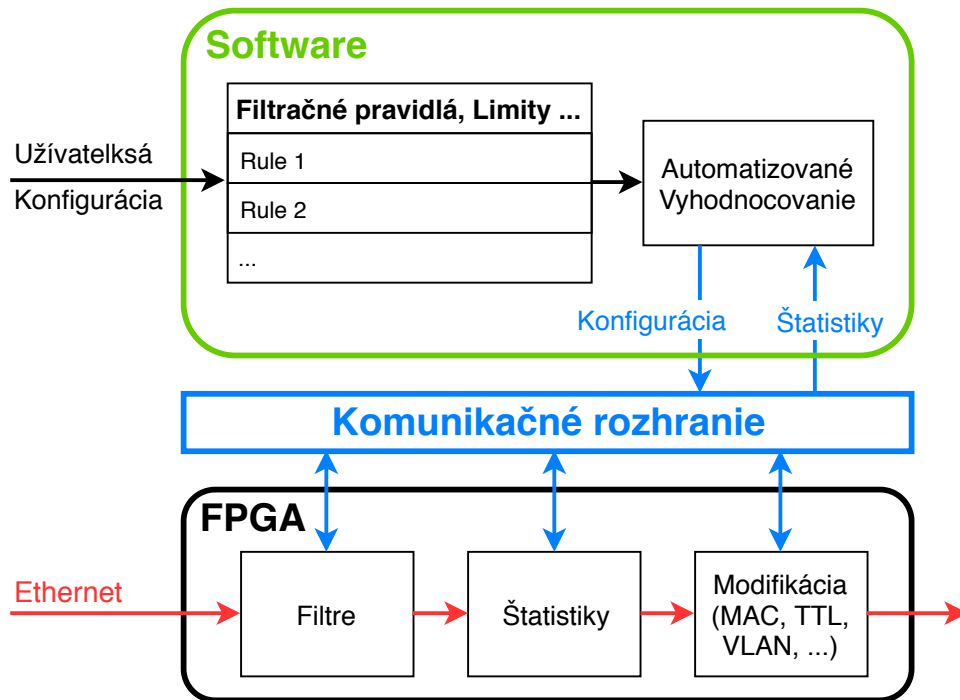 Software
Filtračné pravidlá, Limity ...
Rule 1
Rule 2
...
Užívatelksá
Konfigurácia
Automatizované
Vyhodnocovanie
Konfigurácia
Štatistiky
Komunikačné rozhranie
FPGA
Ethernet
Filtre
Štatistiky
Modifikácia
(MAC, TTL,
VLAN, ...)